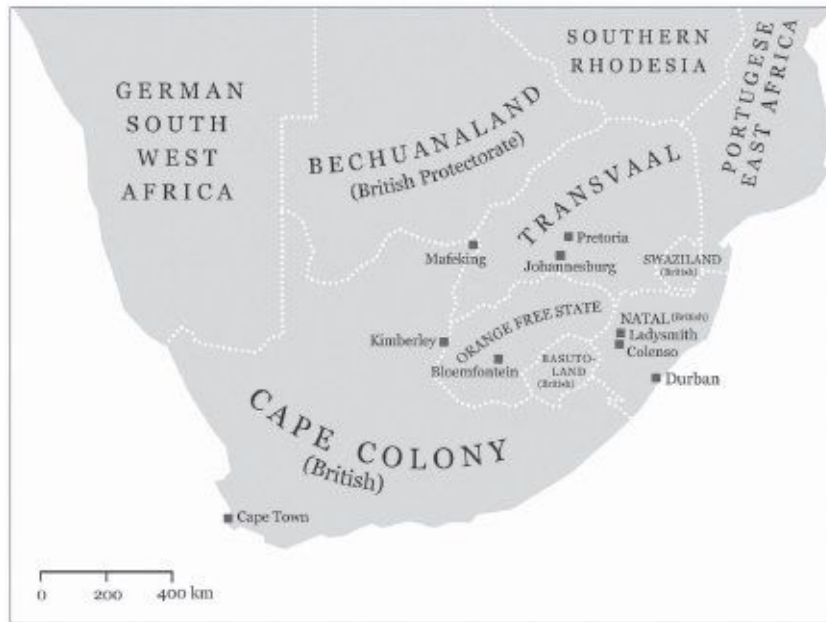 GERMAN
SOUTH
WEST
AFRICA
SOUTHERN
RHODESIA
PORTUGESE
EAST AFRICA
BECHUANALAND
(British Protectorate)
TRANSVAAL
Pretoria
Mafeking
Johannesburg
SWAZILAND
(British)
ORANGE FREE STATE
NATAL (British)
Ladysmith
Colenso
Kimberley
Bloemfontein
BASUTO-
LAND
(British)
Durban
CAPE COLONY
(British)
Cape Town
0 200 400 km